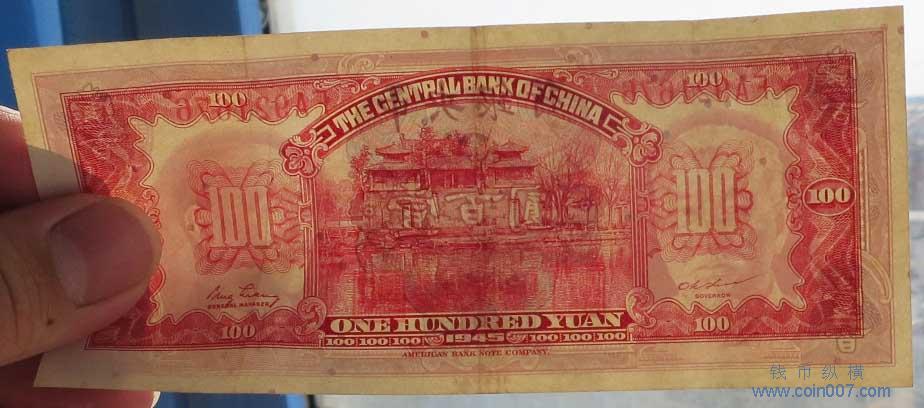 100
100
THE CENTRAL BANK OF CHINA
100
100
100
GENERAL MANAGER
GOVERNOR
100
ONE HUNDRED YUAN
100
100 100 100 1945 100 100 100
AMERICAN BANK NOTE COMPANY.
钱币纵横
www.coin007.com